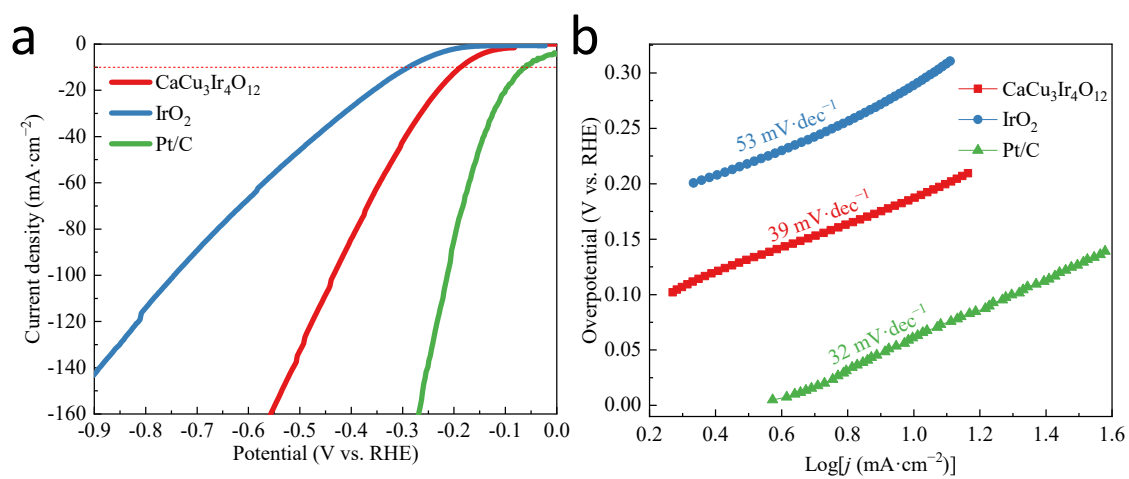 a
0
-20
-40
-60
-80
-100
-120
-140
-160
Current density (mA·cm⁻²)
CaCu₃Ir₄O₁₂
IrO₂
Pt/C
-0.9 -0.8 -0.7 -0.6 -0.5 -0.4 -0.3 -0.2 -0.1 0.0
Potential (V vs. RHE)
b
0.30
0.25
0.20
0.15
0.10
0.05
0.00
Overpotential (V vs. RHE)
CaCu₃Ir₄O₁₂
IrO₂
Pt/C
53 mV·dec⁻¹
39 mV·dec⁻¹
32 mV·dec⁻¹
0.2 0.4 0.6 0.8 1.0 1.2 1.4 1.6
Log[j (mA·cm⁻²)]